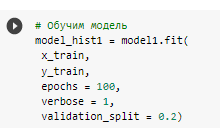 # Обучим модель
model_hist1 = model1.fit(
x_train,
y_train,
epochs = 100,
verbose = 1,
validation_split = 0.2)